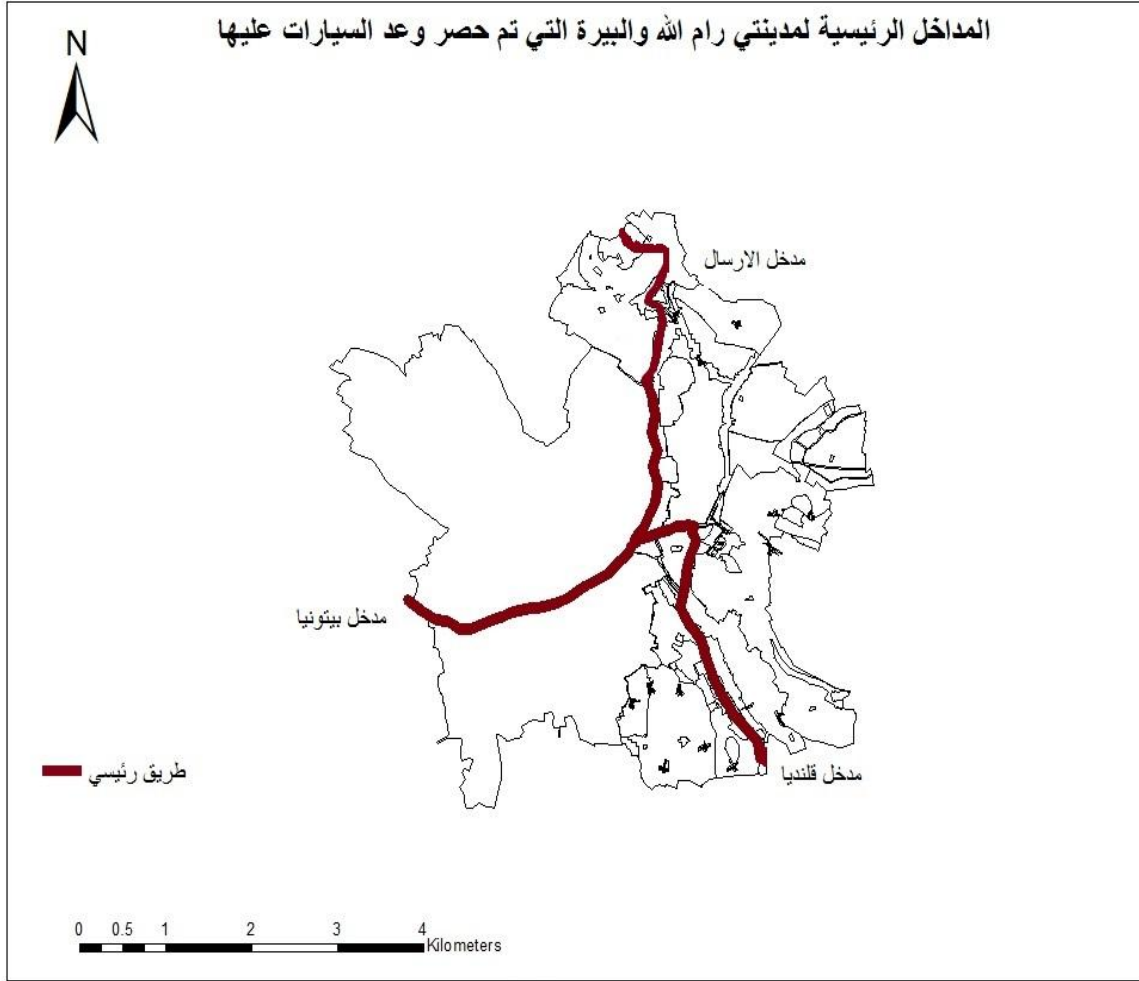 المداخل الرئيسية لمدينتي رام الله والبيرة التي تم حصر وعد السيارات عليها
N
مدخل الارسال
مدخل بيتونيا
طريق رئيسي
مدخل قلنديا
0 0.5 1 2 3 4
Kilometers